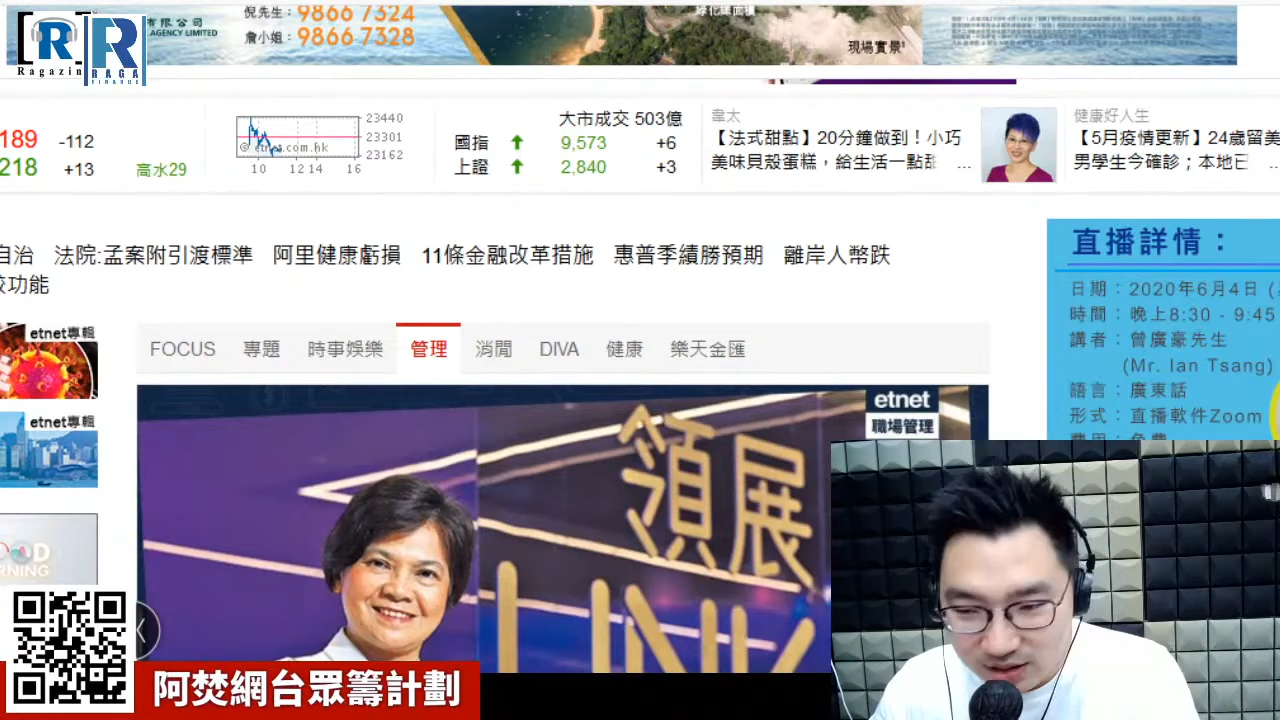 倪先生：9866 7324
有限公司
AGENCY LIMITED
詹小姐：9866 7328
現場實景
Ragazin
RAGA
FINANCE
189 -112
218 +13 高水29
23440
23301
23162
© etnet.com.hk
10 12 14 16
大市成交 503億
國指 9,573 +6
上證 2,840 +3
韋太
【法式甜點】20分鐘做到！小巧
美味貝殼蛋糕，給生活一點甜 ...
健康好人生
【5月疫情更新】24歲留美
男學生今確診；本地已 ...
自治 法院:孟案附引渡標準 阿里健康虧損 11條金融改革措施 惠普季績勝預期 離岸人幣跌
功能
直播詳情：
日期：2020年6月4日
時間：晚上8:30 - 9:45
講者：曾廣豪先生
(Mr. Ian Tsang)
語言：廣東話
形式：直播軟件Zoom
etnet專輯
etnet專輯
FOCUS 專題 時事娛樂 管理 消閒 DIVA 健康 樂天金匯
etnet
職場管理
領展
LINK
阿焚網台眾籌計劃